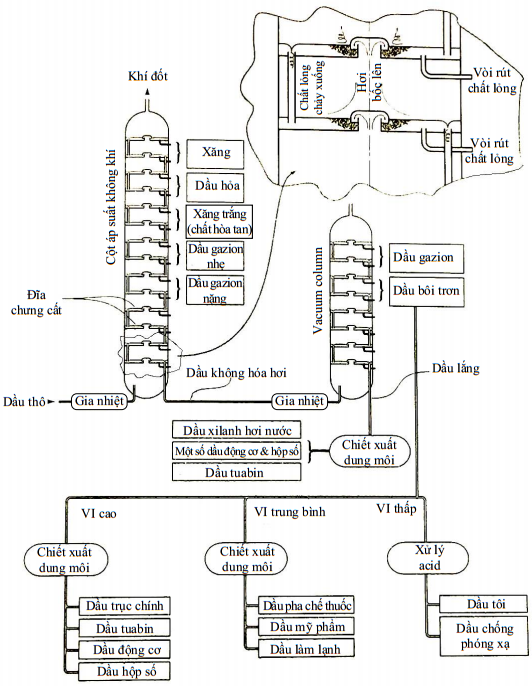 Khí đốt
Cột áp suất không khí
Xăng
Dầu hỏa
Xăng trắng
(chất hòa tan)
Dầu gazion
nhẹ
Dầu gazion
nặng
Đĩa
chưng cất
Chất lỏng
chảy xuống
Hơi
bốc lên
Vòi rút
chất lỏng
Vòi rút
chất lỏng
Vacuum column
Dầu gazion
Dầu bôi trơn
Dầu thô
Gia nhiệt
Dầu không hóa hơi
Gia nhiệt
Dầu lắng
Dầu xilanh hơi nước
Một số dầu động cơ & hộp số
Dầu tuabin
Chiết xuất
dung môi
VI cao
VI trung bình
VI thấp
Chiết xuất
dung môi
Chiết xuất
dung môi
Xử lý
acid
Dầu trục chính
Dầu tuabin
Dầu động cơ
Dầu hộp số
Dầu pha chế thuốc
Dầu mỹ phẩm
Dầu làm lạnh
Dầu tôi
Dầu chống
phóng xạ